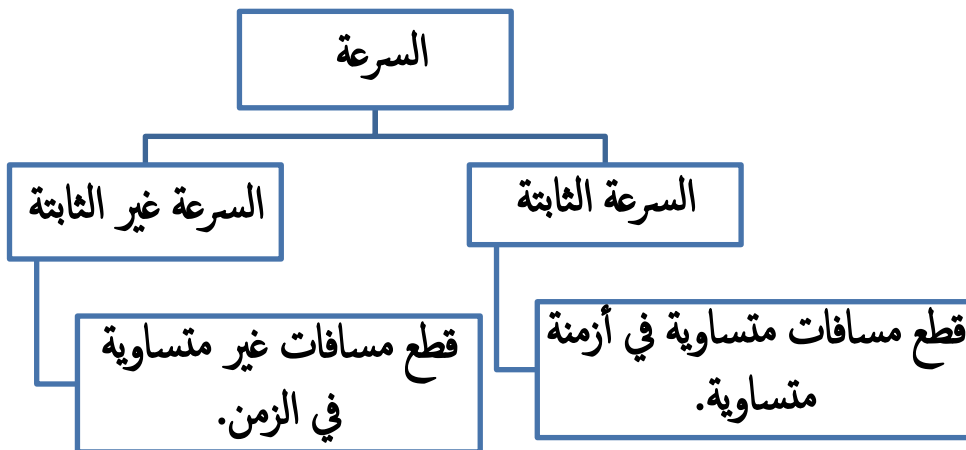 السرعة
السرعة الثابتة
السرعة غير الثابتة
قطع مسافات متساوية في أزمنة
متساوية.
قطع مسافات غير متساوية
في الزمن.